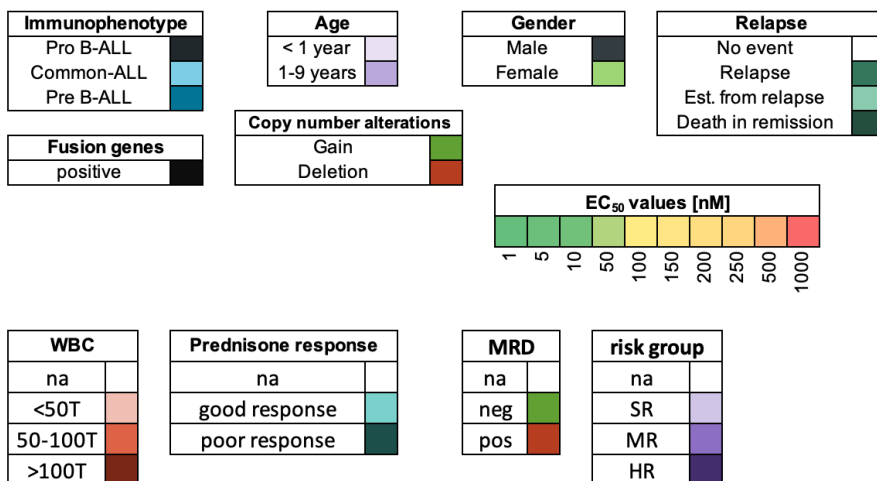 Immunophenotype
Pro B-ALL
Common-ALL
Pre B-ALL
Age
< 1 year
1-9 years
Gender
Male
Female
Relapse
No event
Relapse
Est. from relapse
Death in remission
Fusion genes
positive
Copy number alterations
Gain
Deletion
EC₅₀ values [nM]
1 5 10 50 100 150 200 250 500 1000
WBC
na
<50T
50-100T
>100T
Prednisone response
na
good response
poor response
MRD
na
neg
pos
risk group
na
SR
MR
HR